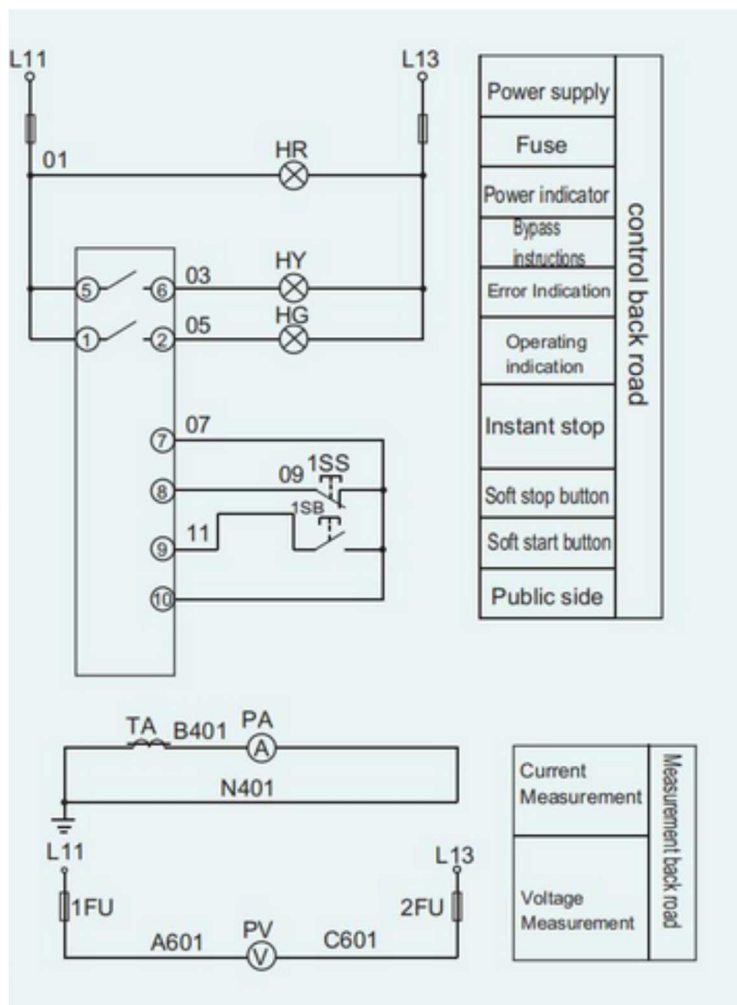 L11
L13
01
HR
5
6
03
HY
1
2
05
HG
7
07
8
09
1SS
9
11
1SB
10
Power supply
Fuse
Power indicator
Bypass
instructions
Error Indication
Operating
indication
Instant stop
Soft stop button
Soft start button
Public side
control back road
TA
B401
PA
A
N401
L11
L13
1FU
2FU
A601
PV
V
C601
Current
Measurement
Voltage
Measurement
Measurement back road